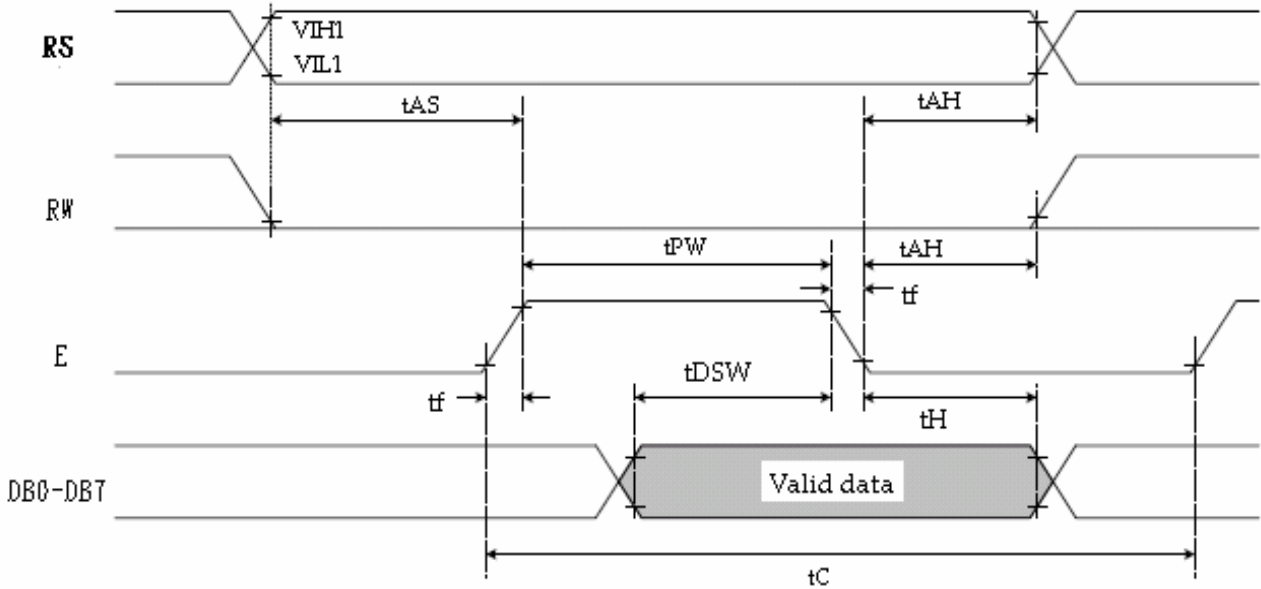 RS
VIH1
VIL1
tAS
tAH
RW
tPW
tAH
tf
E
tDSW
tf
tH
DB0-DB7
Valid data
tC